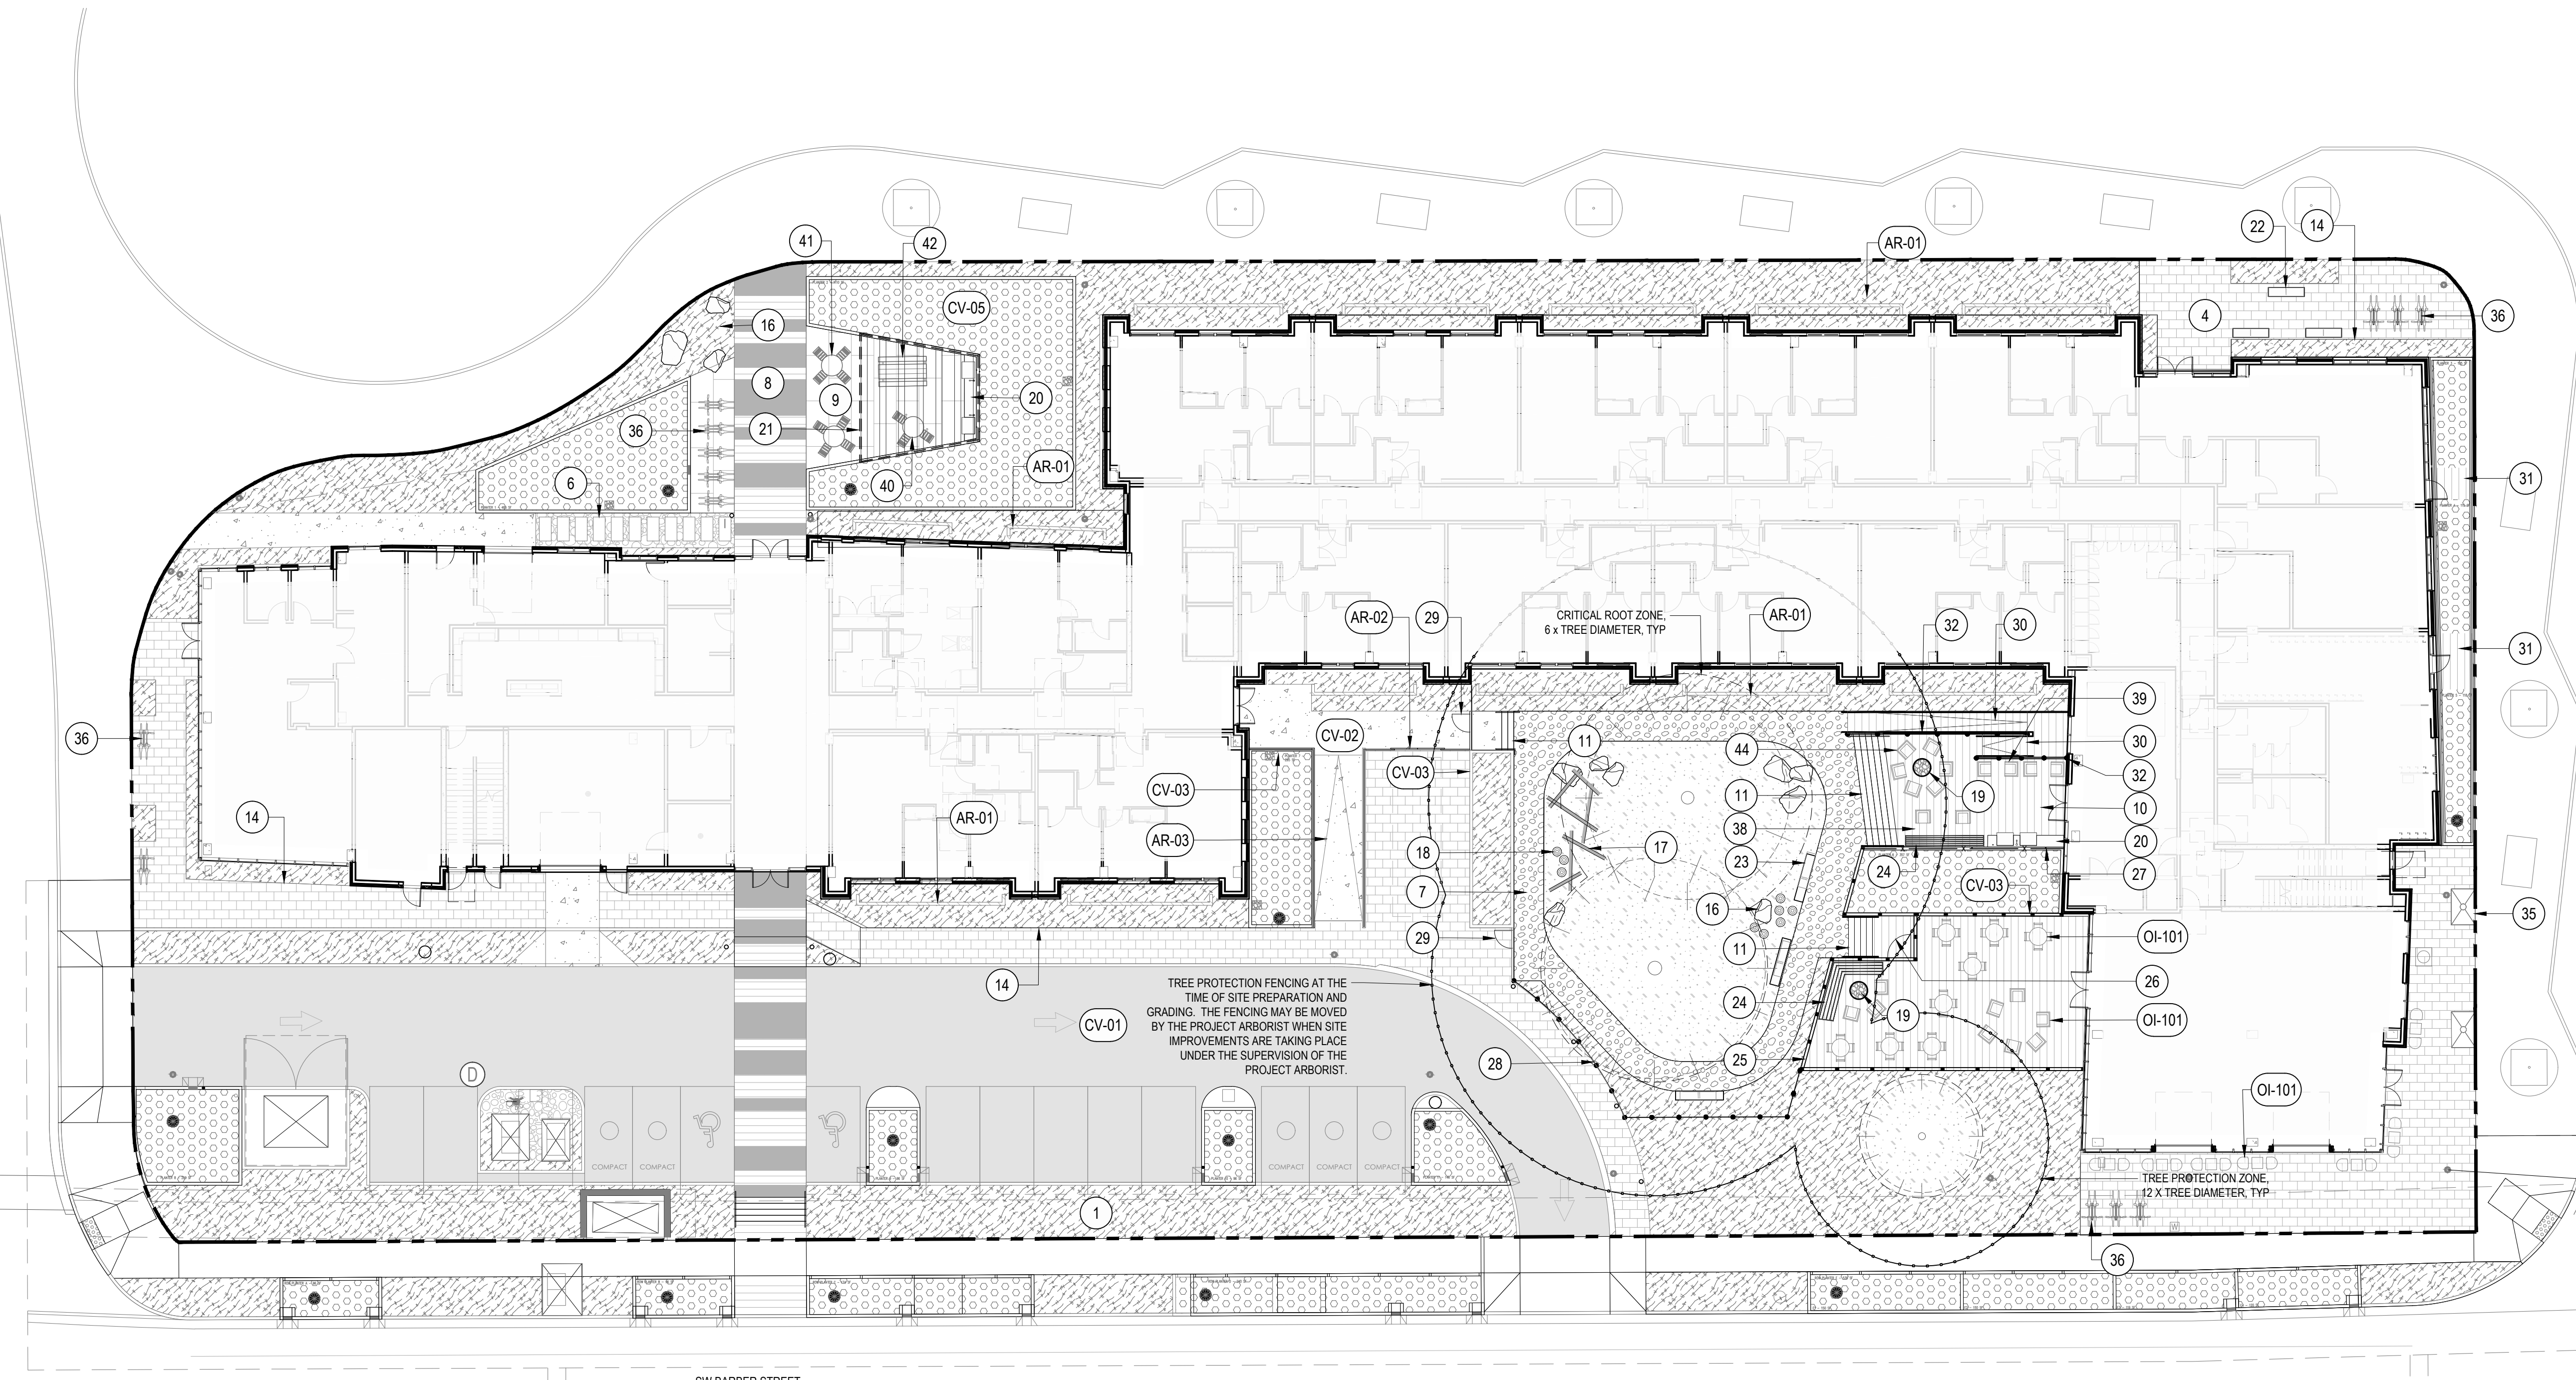 41
42
AR-01
22
14
16
CV-05
4
36
8
9
20
36
21
AR-01
6
40
31
AR-02
29
CRITICAL ROOT ZONE,
6 x TREE DIAMETER, TYP
AR-01
32
30
31
39
36
CV-02
11
44
30
CV-03
32
CV-03
11
19
10
14
AR-01
38
AR-03
20
18
17
23
24
27
7
CV-03
16
35
29
11
OI-101
26
14
TREE PROTECTION FENCING AT THE
TIME OF SITE PREPARATION AND
GRADING. THE FENCING MAY BE MOVED
BY THE PROJECT ARBORIST WHEN SITE
IMPROVEMENTS ARE TAKING PLACE
UNDER THE SUPERVISION OF THE
PROJECT ARBORIST.
24
19
OI-101
CV-01
25
28
D
OI-101
COMPACT
COMPACT
COMPACT
COMPACT
COMPACT
TREE PROTECTION ZONE,
12 X TREE DIAMETER, TYP
1
W
36
SW BARBER STREET